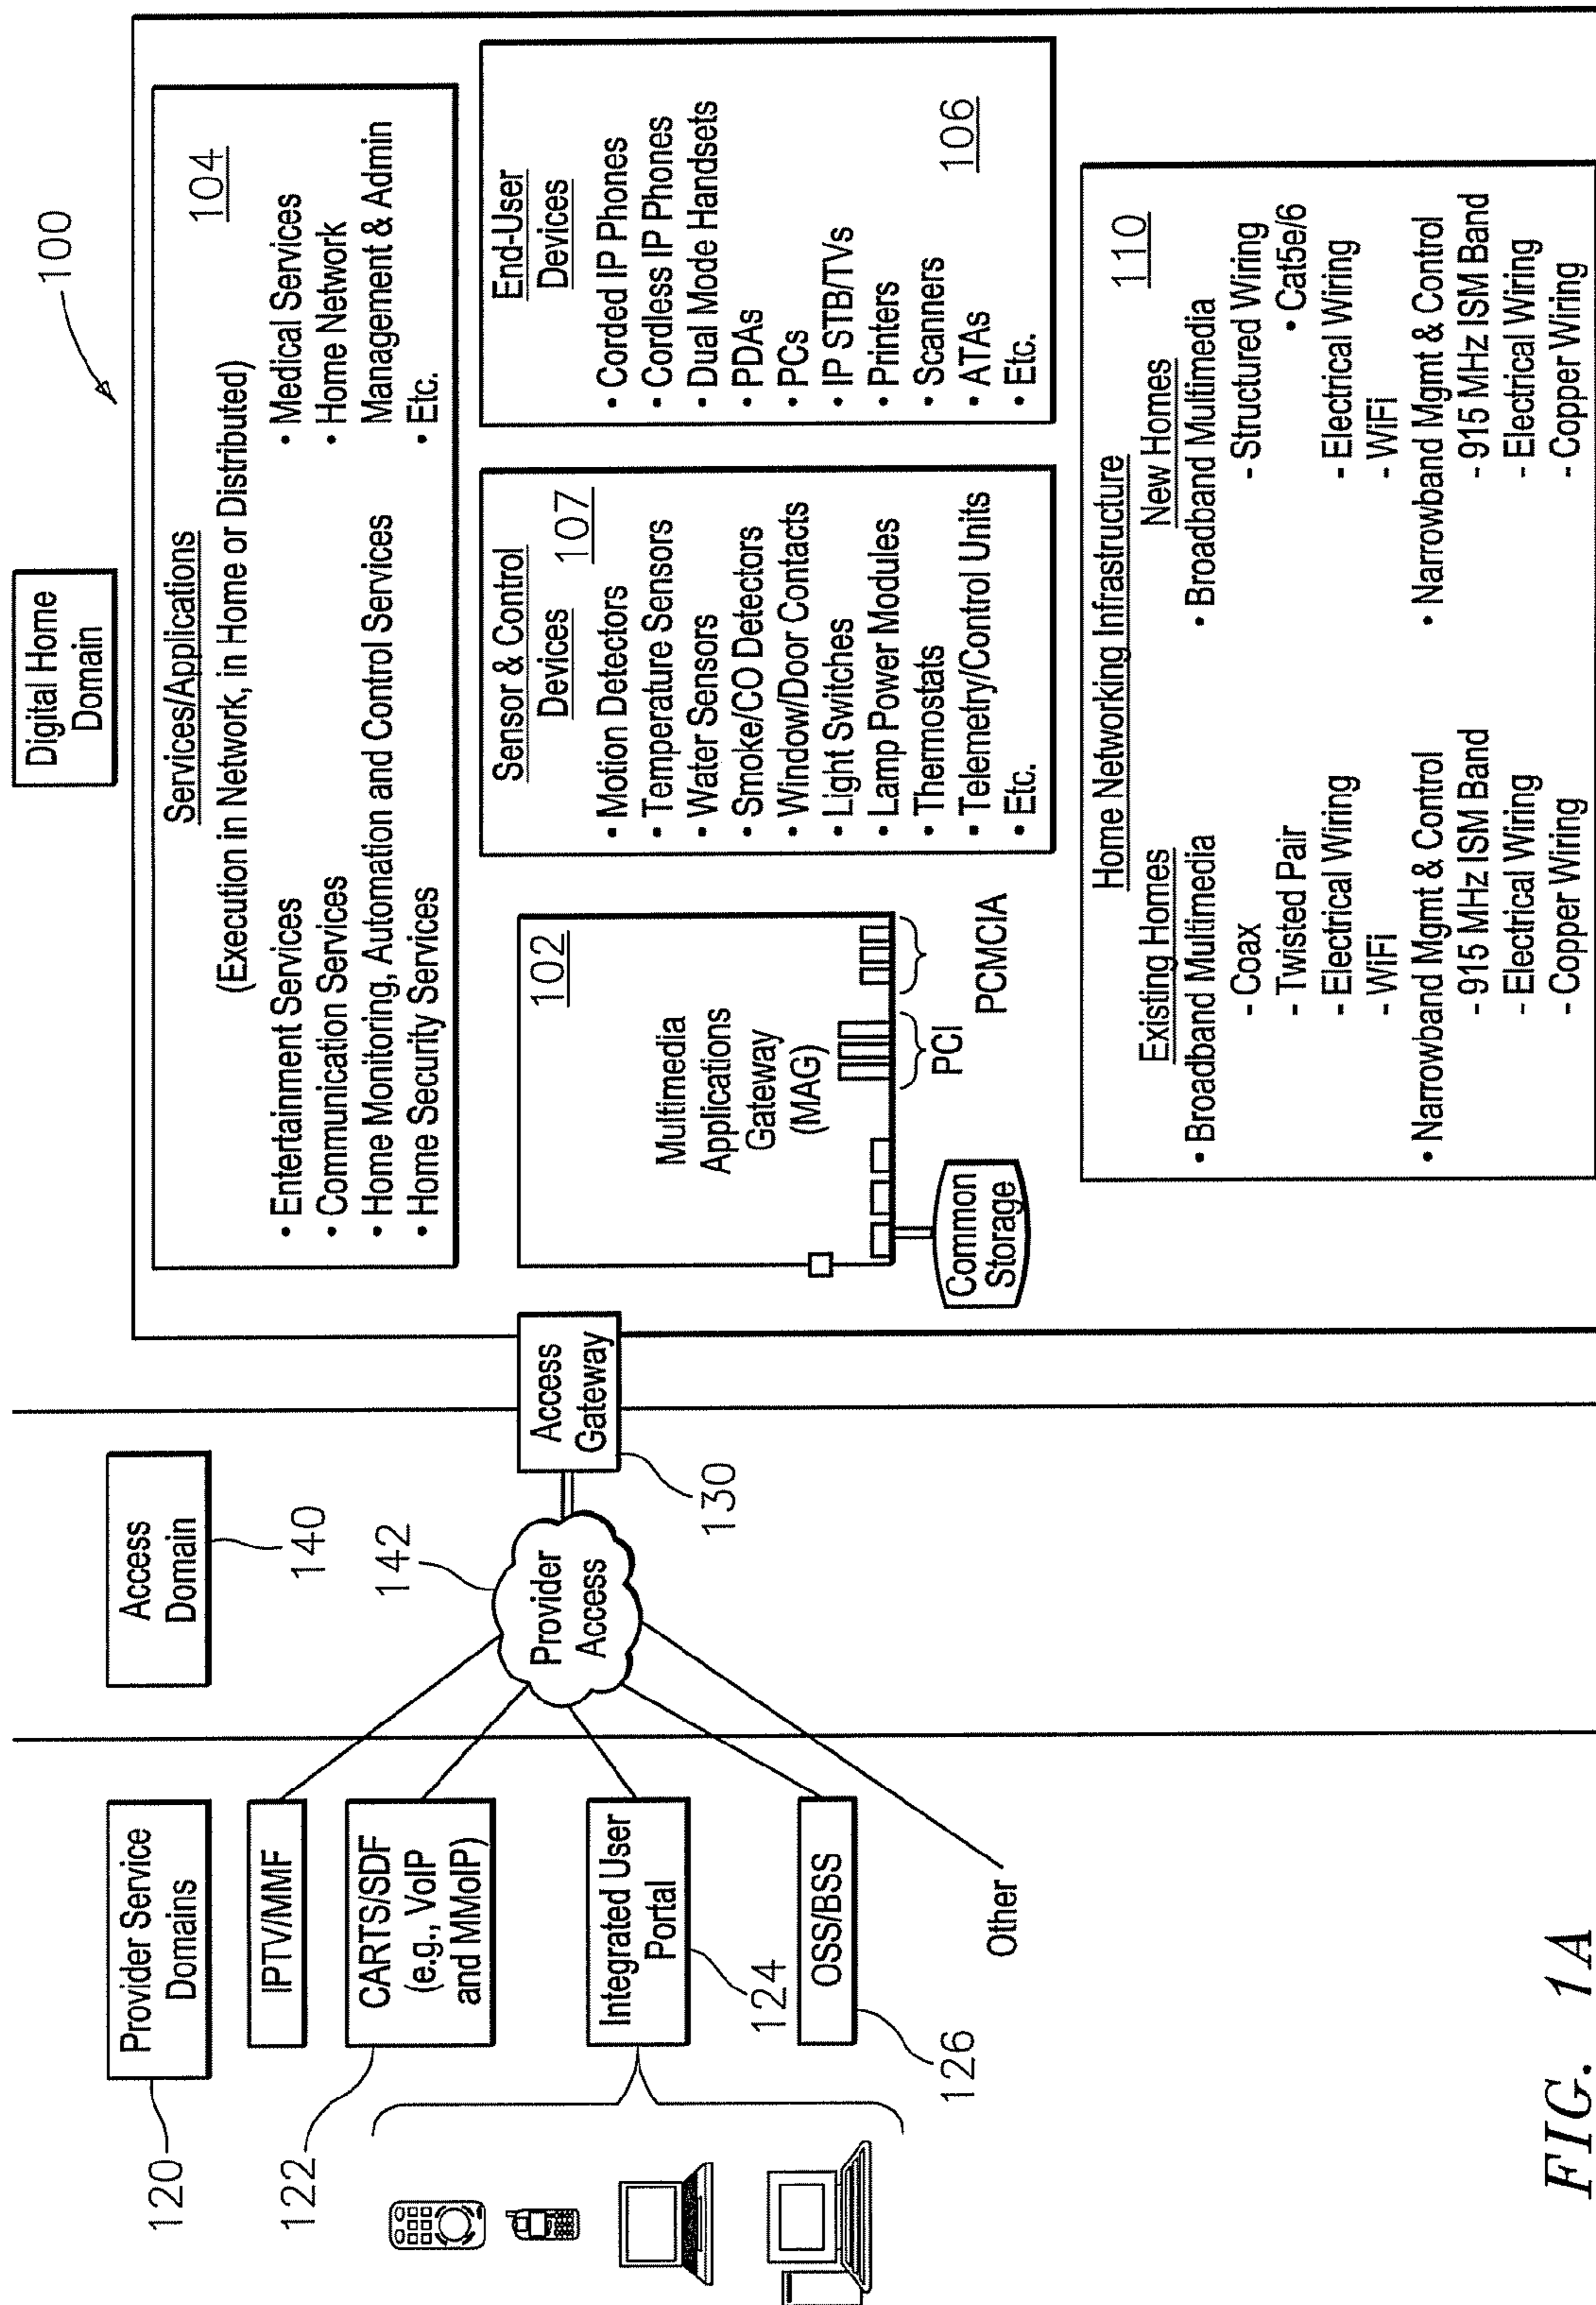 Provider Service
Domains
120
IPTV/MMF
CARTS/SDF
(e.g., VoIP
and MMoIP)
122
Integrated User
Portal
124
OSS/BSS
126
Other
Access
Domain
140
142
Provider
Access
Access
Gateway
130
Digital Home
Domain
100
Services/Applications
104
(Execution in Network, in Home or Distributed)
• Entertainment Services
• Communication Services
• Home Monitoring, Automation and Control Services
• Home Security Services
• Medical Services
• Home Network
Management & Admin
• Etc.
102
Multimedia
Applications
Gateway
(MAG)
PCI
PCMCIA
Common
Storage
Sensor & Control
Devices
107
• Motion Detectors
• Temperature Sensors
• Water Sensors
• Smoke/CO Detectors
• Window/Door Contacts
• Light Switches
• Lamp Power Modules
• Thermostats
• Telemetry/Control Units
• Etc.
End-User
Devices
• Corded IP Phones
• Cordless IP Phones
• Dual Mode Handsets
• PDAs
• PCs
• IP STB/TVs
• Printers
• Scanners
• ATAs
• Etc.
106
Home Networking Infrastructure
110
Existing Homes
• Broadband Multimedia
- Coax
- Twisted Pair
- Electrical Wiring
- WiFi
• Narrowband Mgmt & Control
- 915 MHz ISM Band
- Electrical Wiring
- Copper Wiring
New Homes
• Broadband Multimedia
- Structured Wiring
• Cat5e/6
- Electrical Wiring
- WiFi
• Narrowband Mgmt & Control
- 915 MHz ISM Band
- Electrical Wiring
- Copper Wiring
FIG. 1A